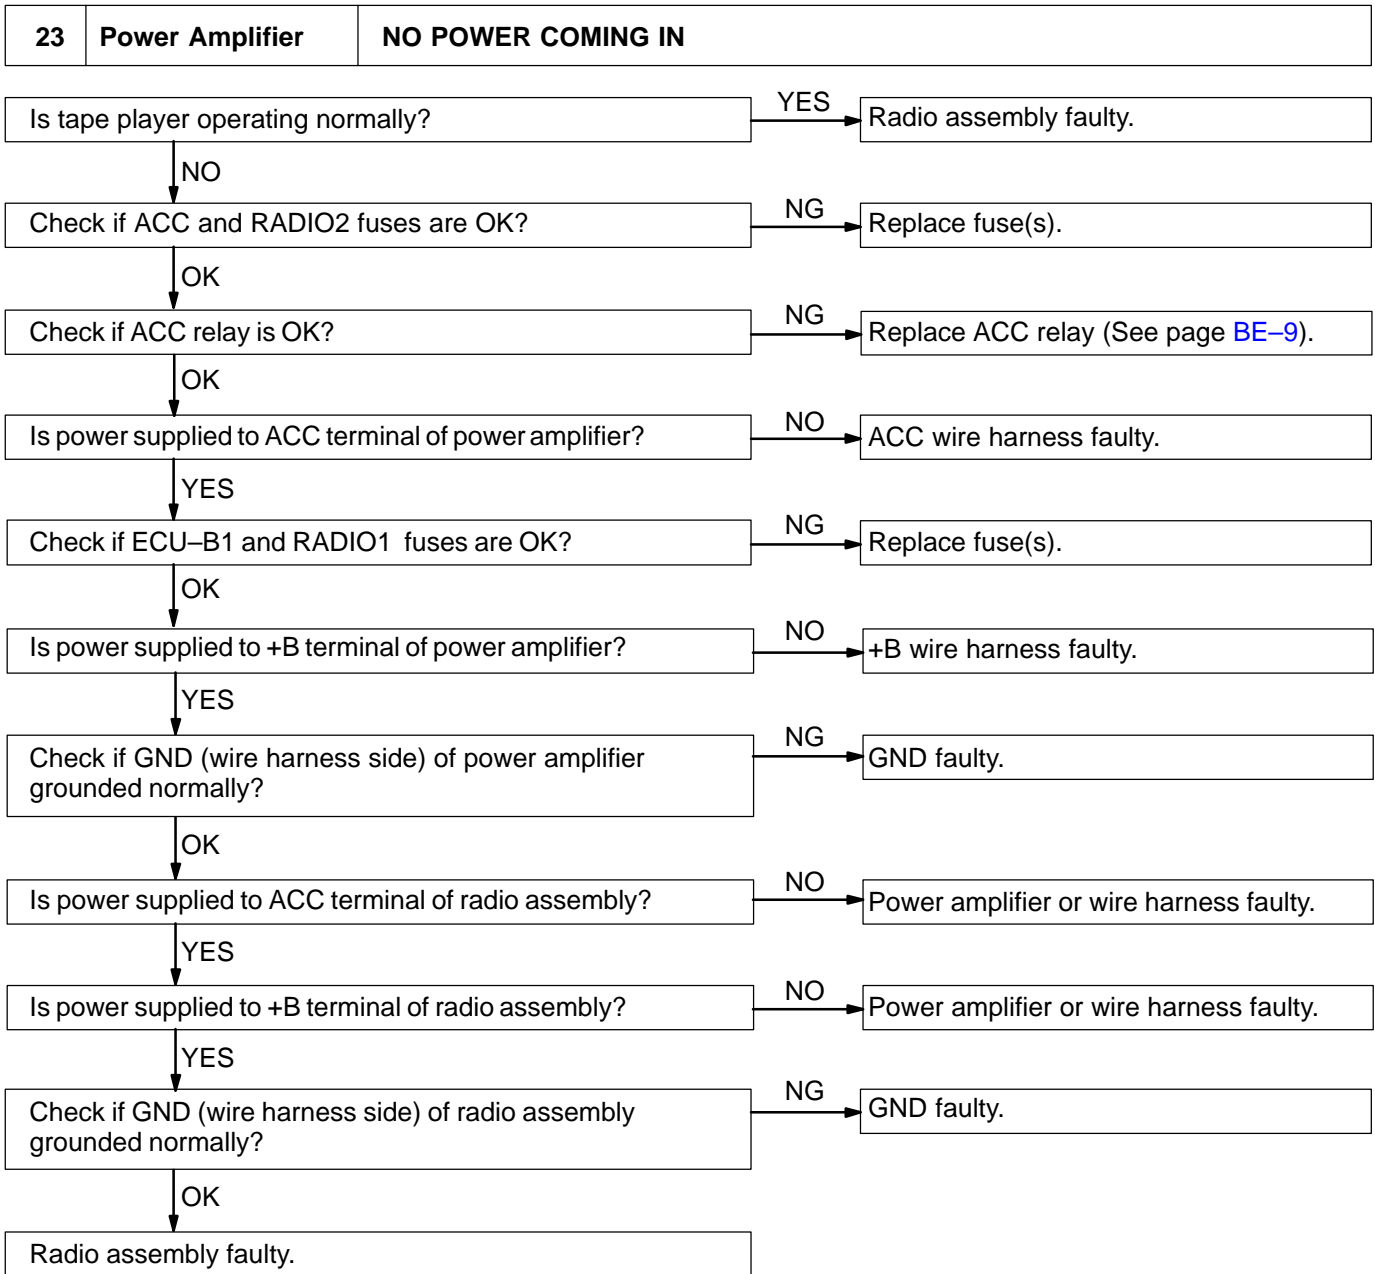 23 Power Amplifier NO POWER COMING IN
Is tape player operating normally?
YES
Radio assembly faulty.
NO
Check if ACC and RADIO2 fuses are OK?
NG
Replace fuse(s).
OK
Check if ACC relay is OK?
NG
Replace ACC relay (See page BE–9).
OK
Is power supplied to ACC terminal of power amplifier?
NO
ACC wire harness faulty.
YES
Check if ECU–B1 and RADIO1 fuses are OK?
NG
Replace fuse(s).
OK
Is power supplied to +B terminal of power amplifier?
NO
+B wire harness faulty.
YES
Check if GND (wire harness side) of power amplifier
grounded normally?
NG
GND faulty.
OK
Is power supplied to ACC terminal of radio assembly?
NO
Power amplifier or wire harness faulty.
YES
Is power supplied to +B terminal of radio assembly?
NO
Power amplifier or wire harness faulty.
YES
Check if GND (wire harness side) of radio assembly
grounded normally?
NG
GND faulty.
OK
Radio assembly faulty.